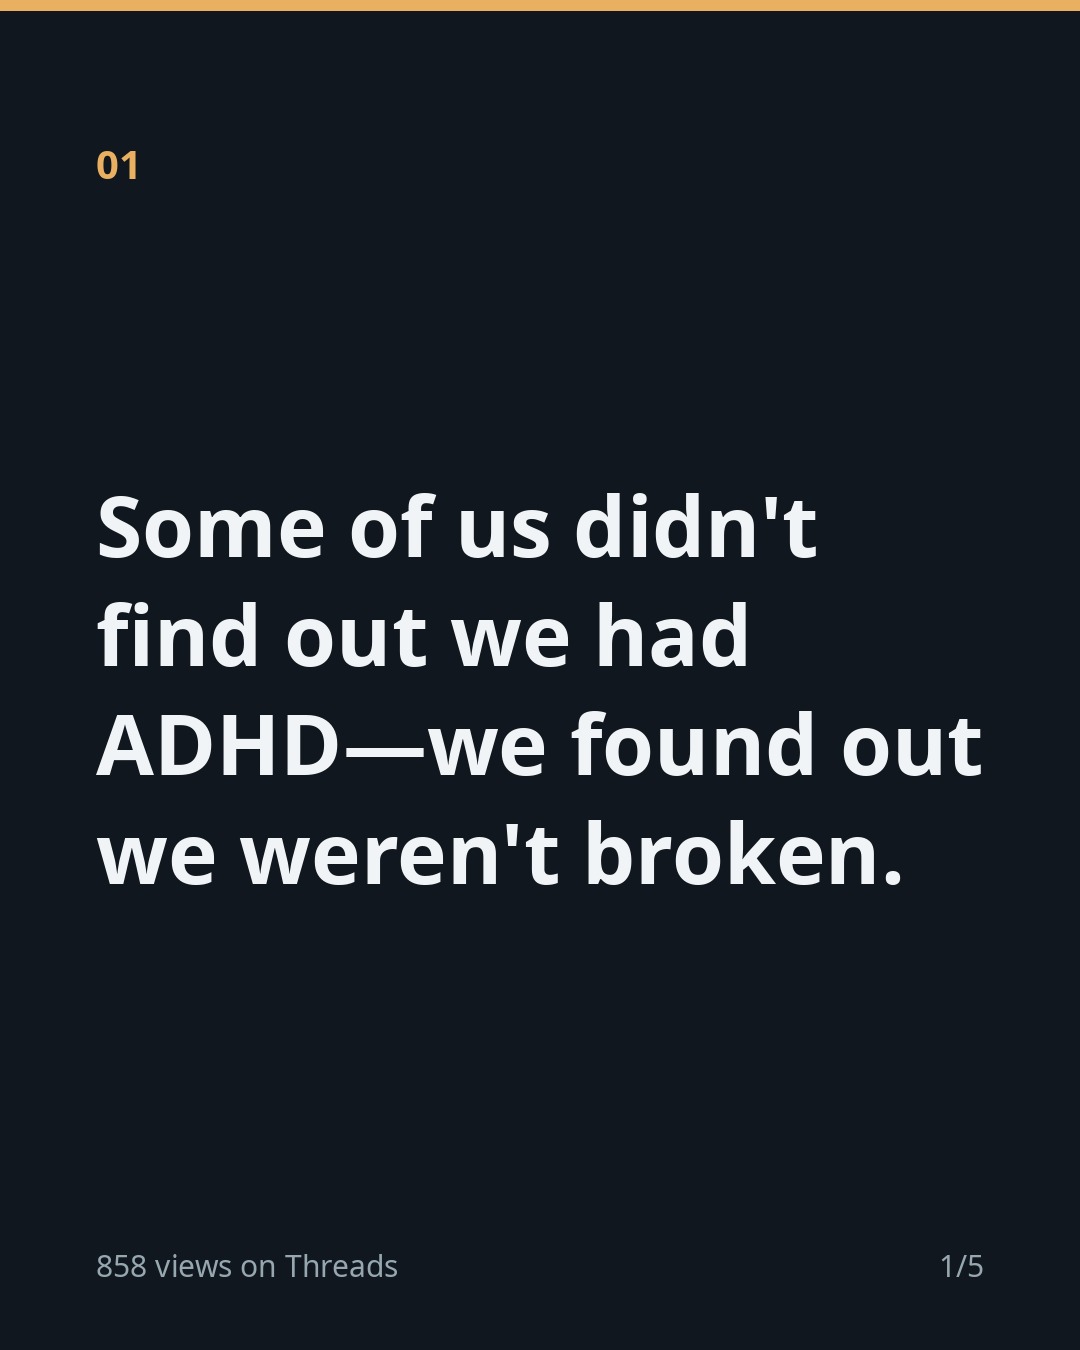 01
Some of us didn't
find out we had
ADHD—we found out
we weren't broken.
858 views on Threads
1/5